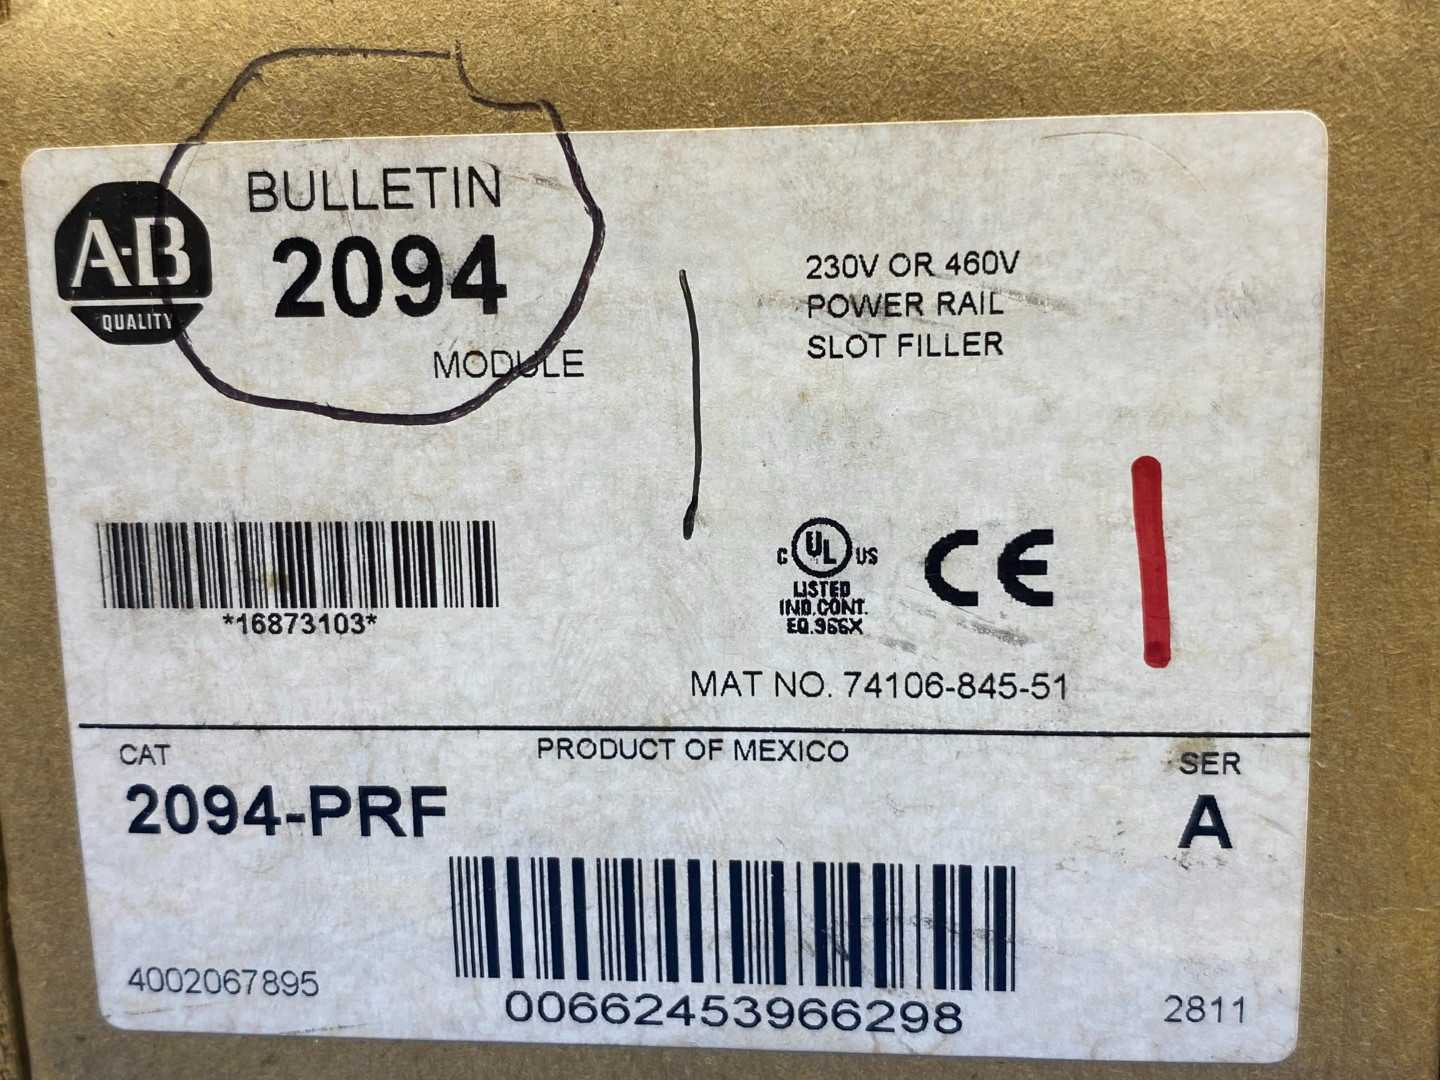 BULLETIN
2094
MODULE
A-B
QUALITY
230V OR 460V
POWER RAIL
SLOT FILLER
*16873103*
C UL US
LISTED
IND.CONT.
EQ.966X
CE
MAT NO. 74106-845-51
CAT
PRODUCT OF MEXICO
SER
2094-PRF
A
4002067895
00662453966298
2811